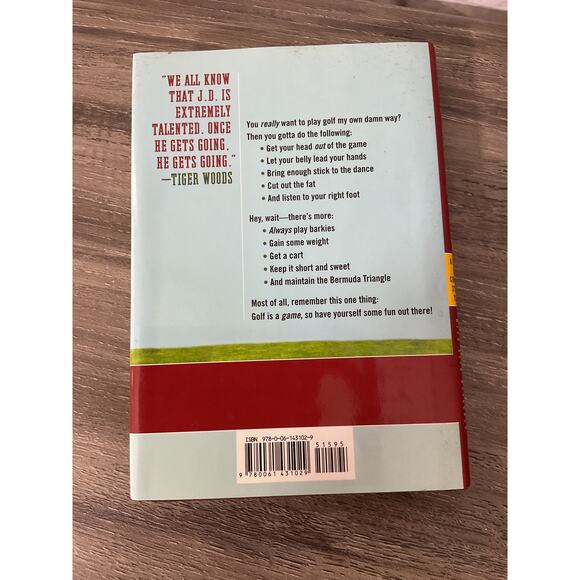 "WE ALL KNOW
THAT J.D. IS
EXTREMELY
TALENTED. ONCE
HE GETS GOING,
HE GETS GOING."
—TIGER WOODS
You really want to play golf my own damn way?
Then you gotta do the following:
• Get your head out of the game
• Let your belly lead your hands
• Bring enough stick to the dance
• Cut out the fat
• And listen to your right foot
Hey, wait—there's more:
• Always play barkies
• Gain some weight
• Get a cart
• Keep it short and sweet
• And maintain the Bermuda Triangle
Most of all, remember this one thing:
Golf is a game, so have yourself some fun out there!
ISBN 978-0-06-143102-9
51595
9 780061 431029